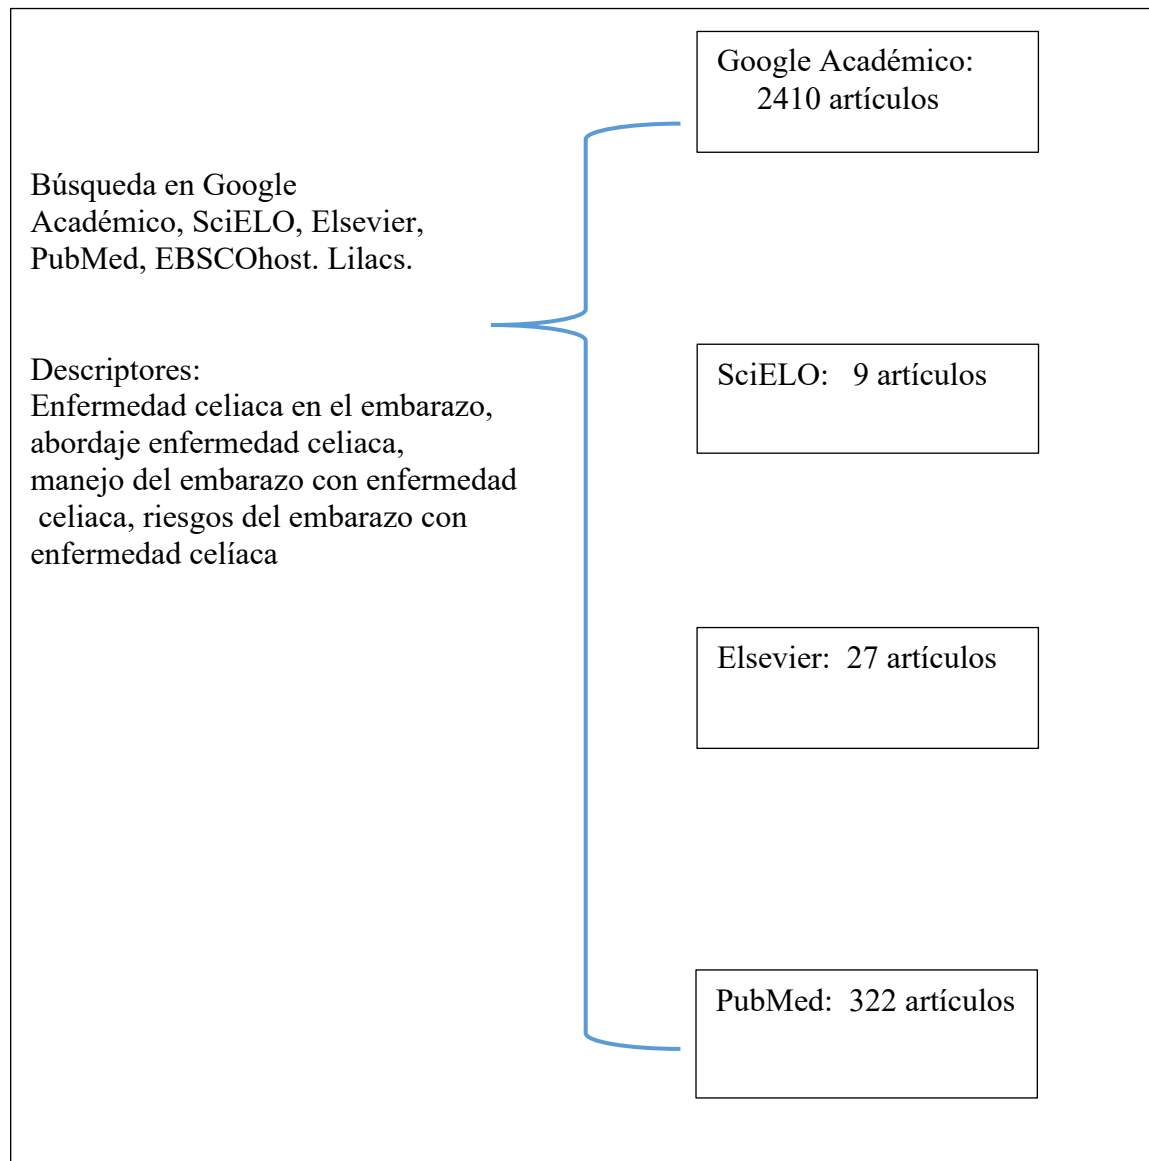 Búsqueda en Google
Académico, SciELO, Elsevier,
PubMed, EBSCOhost. Lilacs.
Descriptores:
Enfermedad celiaca en el embarazo,
abordaje enfermedad celiaca,
manejo del embarazo con enfermedad
celiaca, riesgos del embarazo con
enfermedad celíaca
Google Académico:
2410 artículos
SciELO: 9 artículos
Elsevier: 27 artículos
PubMed: 322 artículos